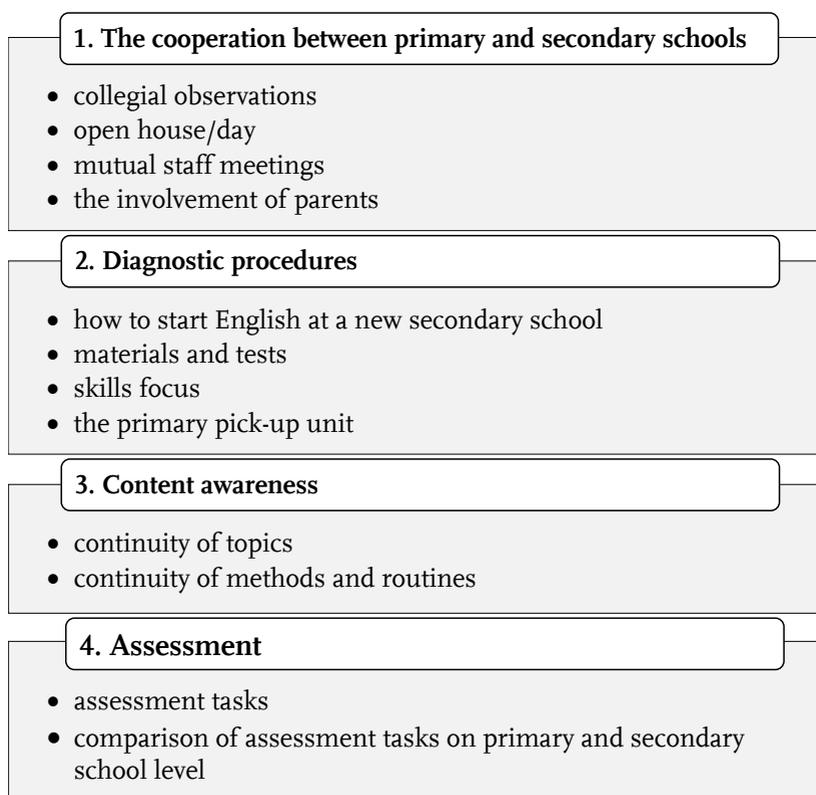 1. The cooperation between primary and secondary schools
• collegial observations
• open house/day
• mutual staff meetings
• the involvement of parents
2. Diagnostic procedures
• how to start English at a new secondary school
• materials and tests
• skills focus
• the primary pick-up unit
3. Content awareness
• continuity of topics
• continuity of methods and routines
4. Assessment
• assessment tasks
• comparison of assessment tasks on primary and secondary
school level